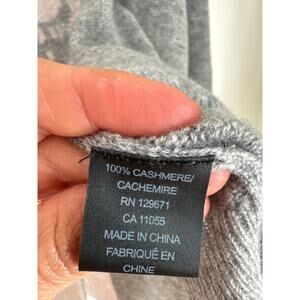 100% CASHMERE/
CACHEMIRE
RN 129671
CA 11055
MADE IN CHINA
FABRIQUÉ EN
CHINE